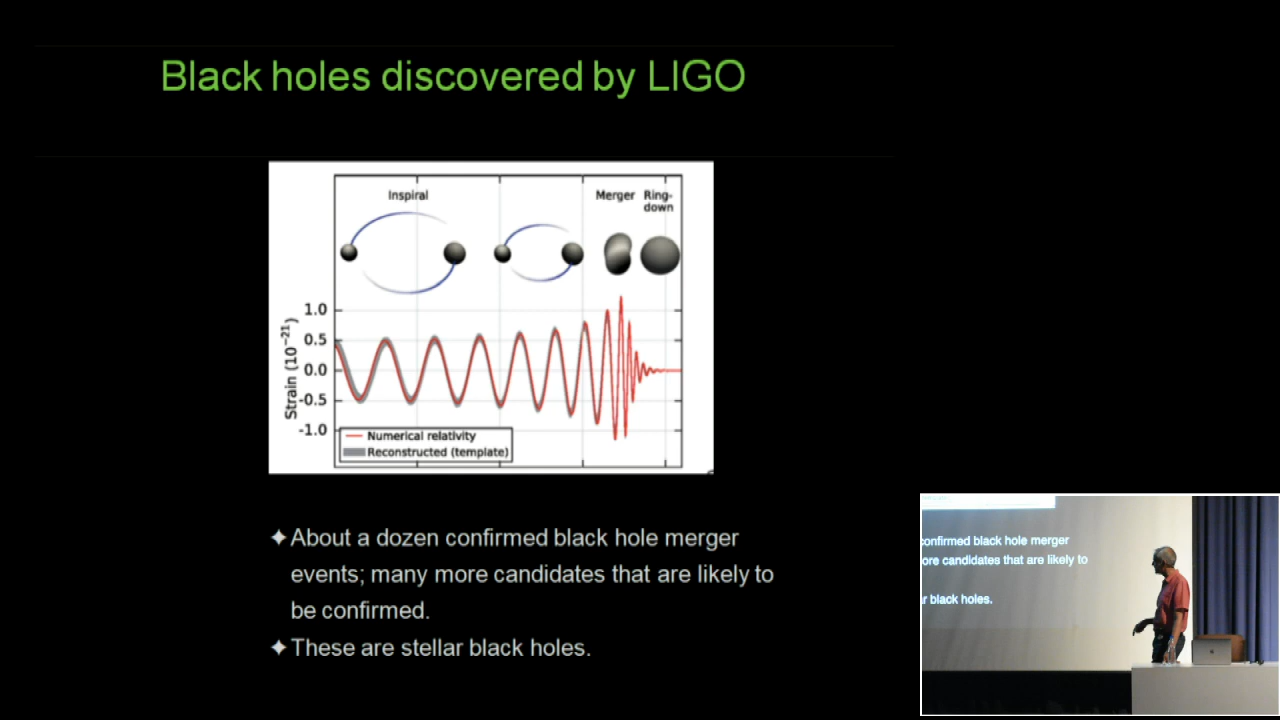 Black holes discovered by LIGO
Inspiral
Merger
Ring-
down
1.0
0.5
0.0
-0.5
-1.0
Strain (10⁻²¹)
Numerical relativity
Reconstructed (template)
✦About a dozen confirmed black hole merger
events; many more candidates that are likely to
be confirmed.
✦These are stellar black holes.
confirmed black hole merger
ore candidates that are likely to
r black holes.